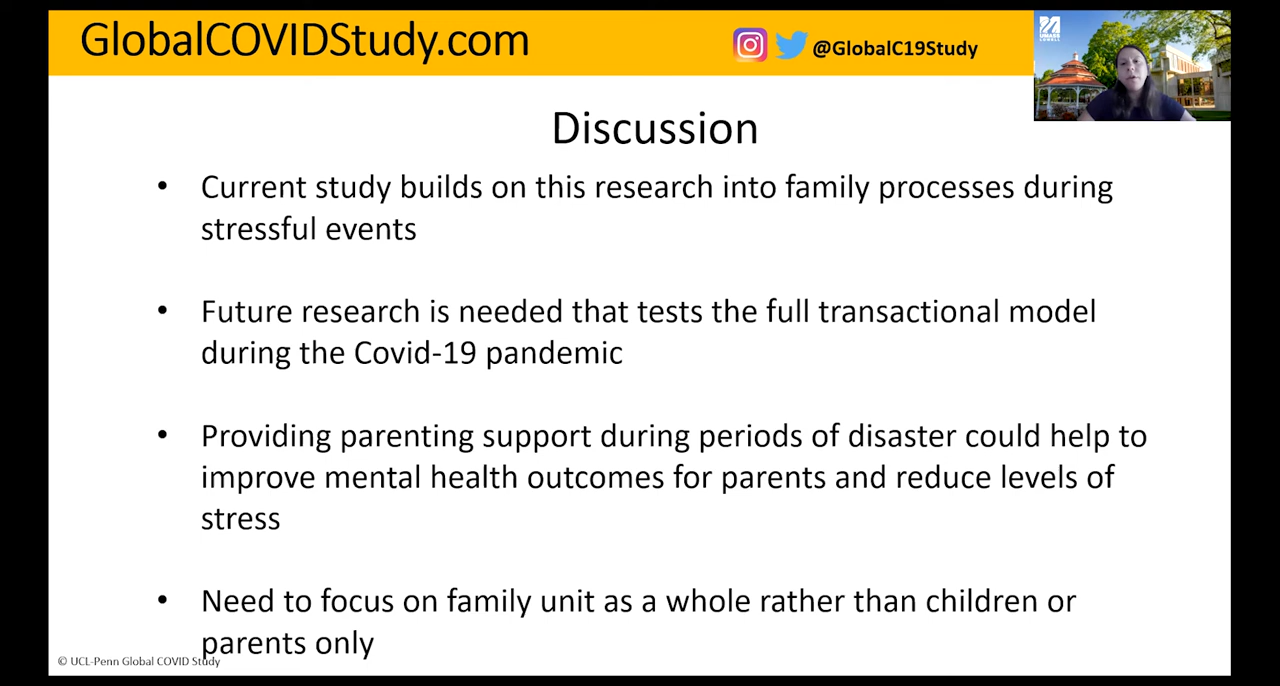 GlobalCOVIDStudy.com
@GlobalC19Study
UMASS
LOWELL
Discussion
• Current study builds on this research into family processes during
stressful events
• Future research is needed that tests the full transactional model
during the Covid-19 pandemic
• Providing parenting support during periods of disaster could help to
improve mental health outcomes for parents and reduce levels of
stress
• Need to focus on family unit as a whole rather than children or
parents only
© UCL-Penn Global COVID Study